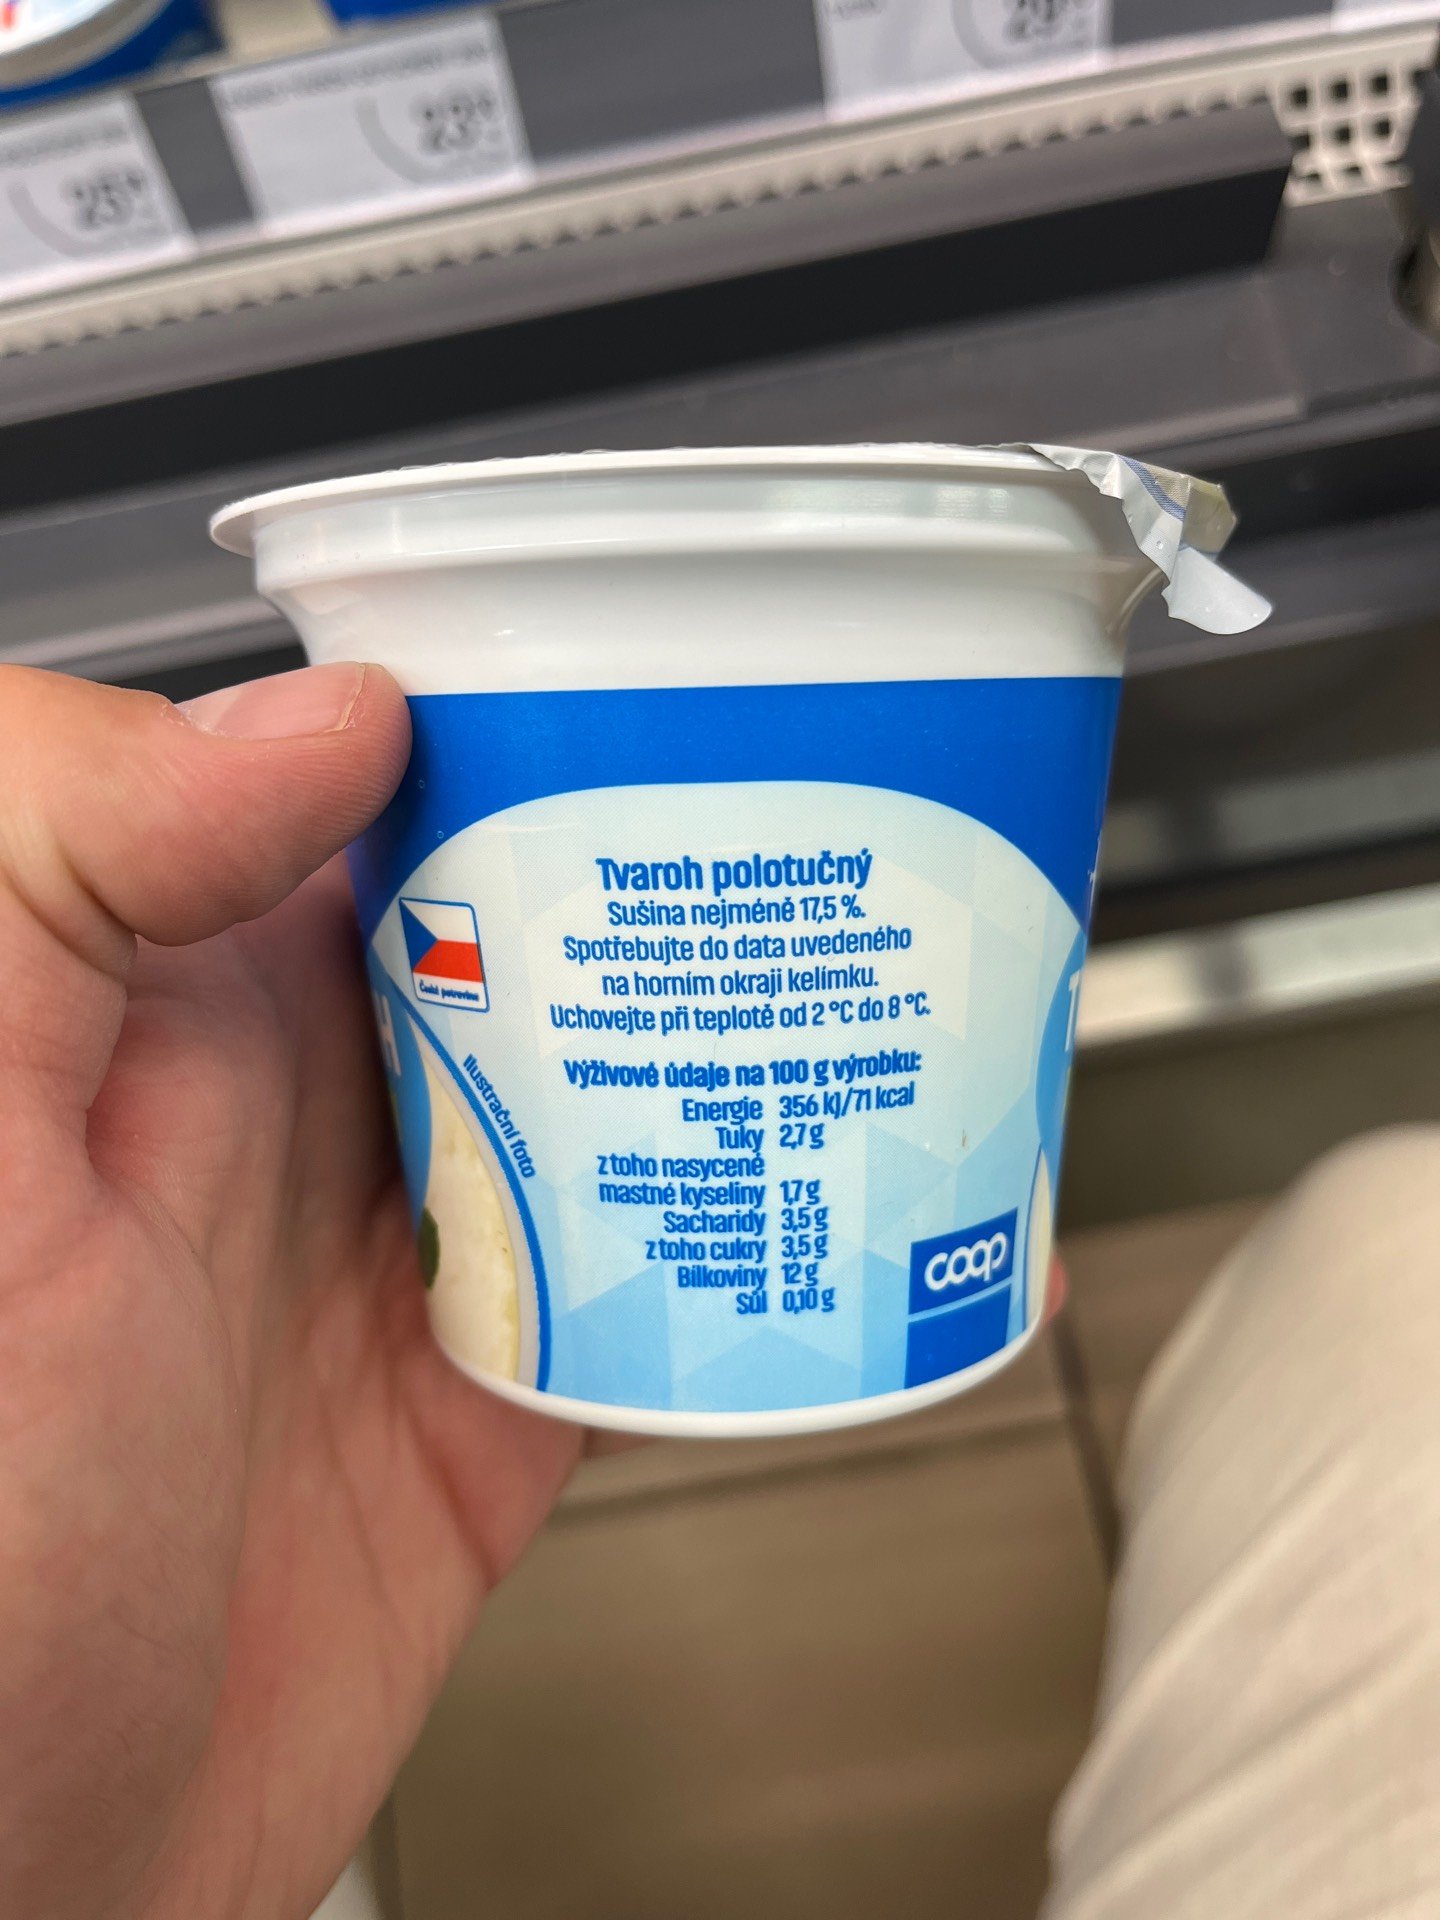 Tvaroh polotučný
Sušina nejméně 17,5 %.
Spotřebujte do data uvedeného
na horním okraji kelímku.
Uchovejte při teplotě od 2 °C do 8 °C.
Výživové údaje na 100 g výrobku:
Energie 356 kJ/71 kcal
Tuky 2,7 g
z toho nasycené
mastné kyseliny 1,7 g
Sacharidy 3,5 g
z toho cukry 3,5 g
Bílkoviny 12 g
Sůl 0,10 g
Česká potravina
Ilustrační foto
coop
H
T